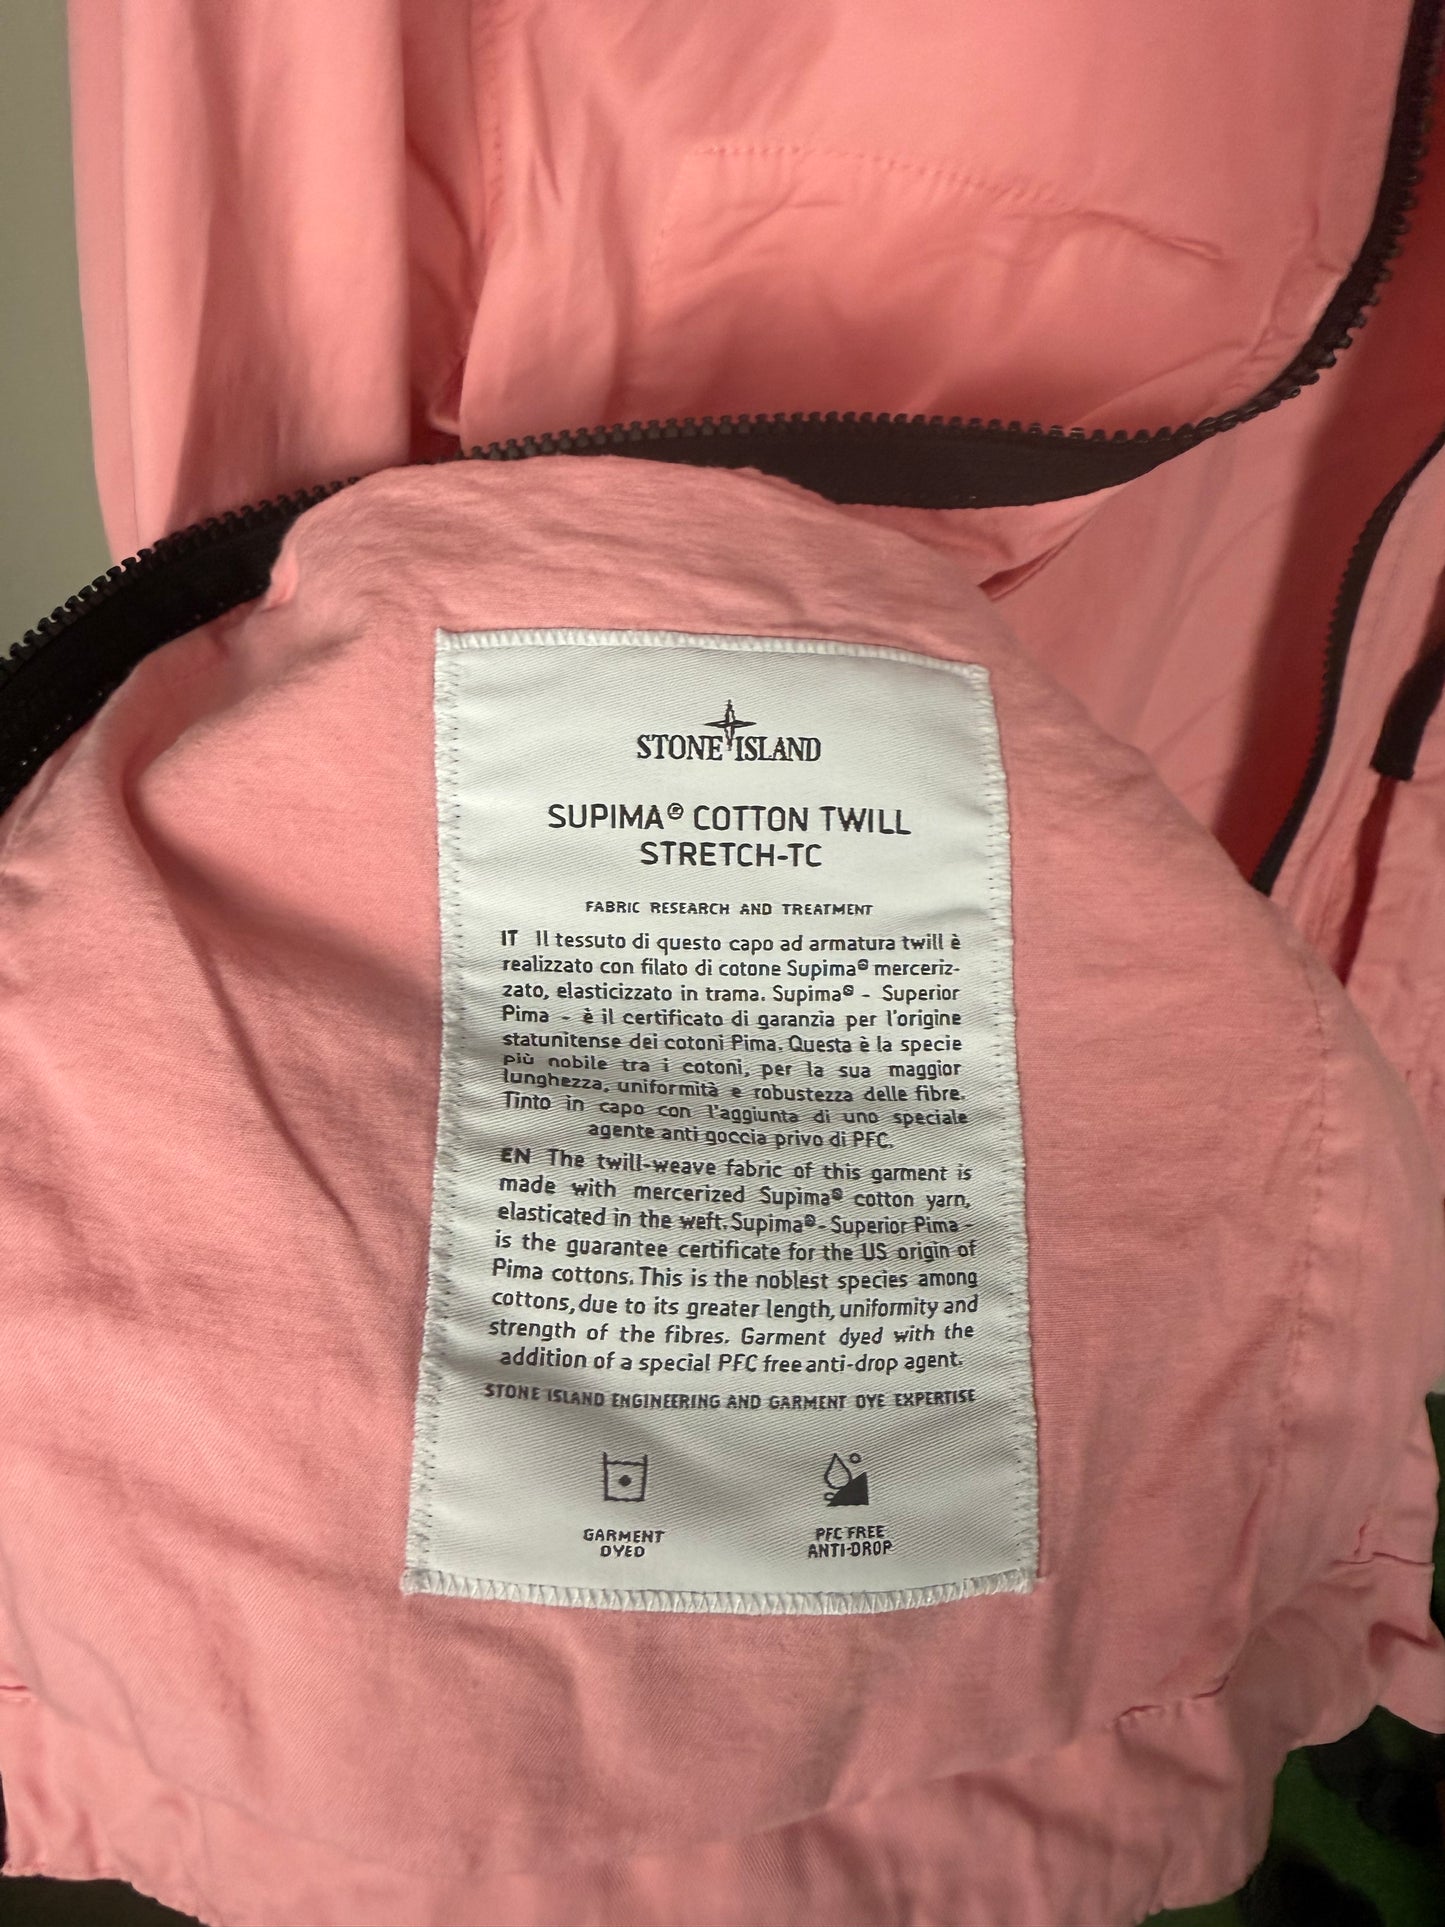 STONE ISLAND
SUPIMA® COTTON TWILL
STRETCH-TC
FABRIC RESEARCH AND TREATMENT
IT Il tessuto di questo capo ad armatura twill è
realizzato con filato di cotone Supima® merceriz-
zato, elasticizzato in trama. Supima® - Superior
Pima - è il certificato di garanzia per l'origine
statunitense dei cotoni Pima. Questa è la specie
più nobile tra i cotoni, per la sua maggior
lunghezza, uniformità e robustezza delle fibre.
Tinto in capo con l'aggiunta di uno speciale
agente anti goccia privo di PFC.
EN The twill-weave fabric of this garment is
made with mercerized Supima® cotton yarn,
elasticated in the weft. Supima® - Superior Pima -
is the guarantee certificate for the US origin of
Pima cottons. This is the noblest species among
cottons, due to its greater length, uniformity and
strength of the fibres. Garment dyed with the
addition of a special PFC free anti-drop agent.
STONE ISLAND ENGINEERING AND GARMENT DYE EXPERTISE
GARMENT
DYED
PFC FREE
ANTI-DROP